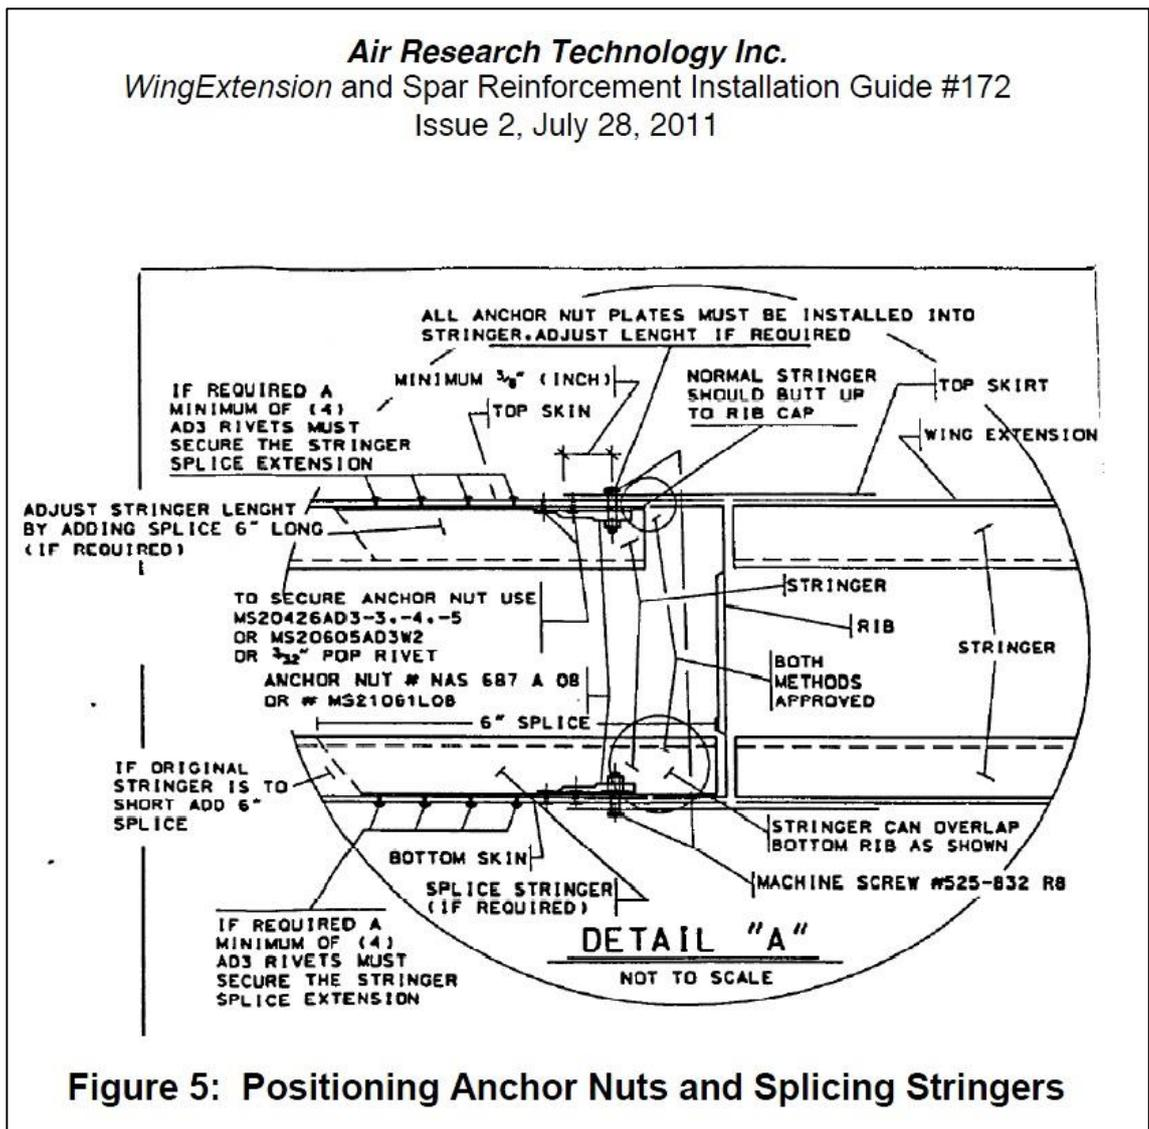 Air Research Technology Inc.
WingExtension and Spar Reinforcement Installation Guide #172
Issue 2, July 28, 2011
ALL ANCHOR NUT PLATES MUST BE INSTALLED INTO
STRINGER.ADJUST LENGHT IF REQUIRED
IF REQUIRED A
MINIMUM OF (4)
AD3 RIVETS MUST
SECURE THE STRINGER
SPLICE EXTENSION
MINIMUM 3/8" (INCH)
TOP SKIN
NORMAL STRINGER
SHOULD BUTT UP
TO RIB CAP
TOP SKIRT
WING EXTENSION
ADJUST STRINGER LENGHT
BY ADDING SPLICE 6" LONG
(IF REQUIRED)
TO SECURE ANCHOR NUT USE
MS20426AD3-3.-4.-5
OR MS20605AD3W2
OR 3/32" POP RIVET
STRINGER
RIB
STRINGER
ANCHOR NUT # NAS 687 A 08
OR # MS21061L08
BOTH
METHODS
APPROVED
6" SPLICE
IF ORIGINAL
STRINGER IS TO
SHORT ADD 6"
SPLICE
STRINGER CAN OVERLAP
BOTTOM RIB AS SHOWN
BOTTOM SKIN
SPLICE STRINGER
(IF REQUIRED)
MACHINE SCREW #525-832 R8
IF REQUIRED A
MINIMUM OF (4)
AD3 RIVETS MUST
SECURE THE STRINGER
SPLICE EXTENSION
DETAIL "A"
NOT TO SCALE
Figure 5: Positioning Anchor Nuts and Splicing Stringers